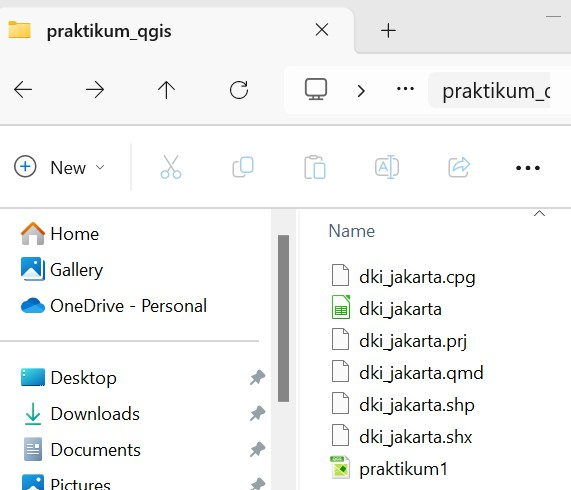 praktikum_qgis
praktikum_q
New
Home
Gallery
OneDrive - Personal
Desktop
Downloads
Documents
Pictures
Name
dki_jakarta.cpg
dki_jakarta
dki_jakarta.prj
dki_jakarta.qmd
dki_jakarta.shp
dki_jakarta.shx
praktikum1